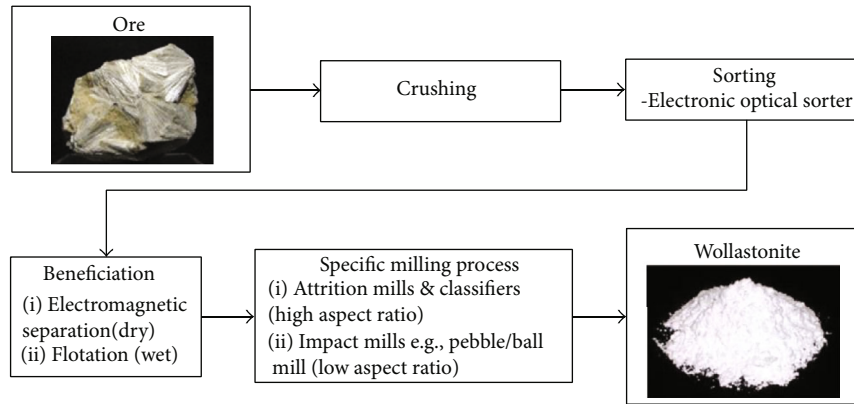 Ore
Crushing
Sorting
-Electronic optical sorter
Beneficiation
(i) Electromagnetic
separation(dry)
(ii) Flotation (wet)
Specific milling process
(i) Attrition mills & classifiers
(high aspect ratio)
(ii) Impact mills e.g., pebble/ball
mill (low aspect ratio)
Wollastonite